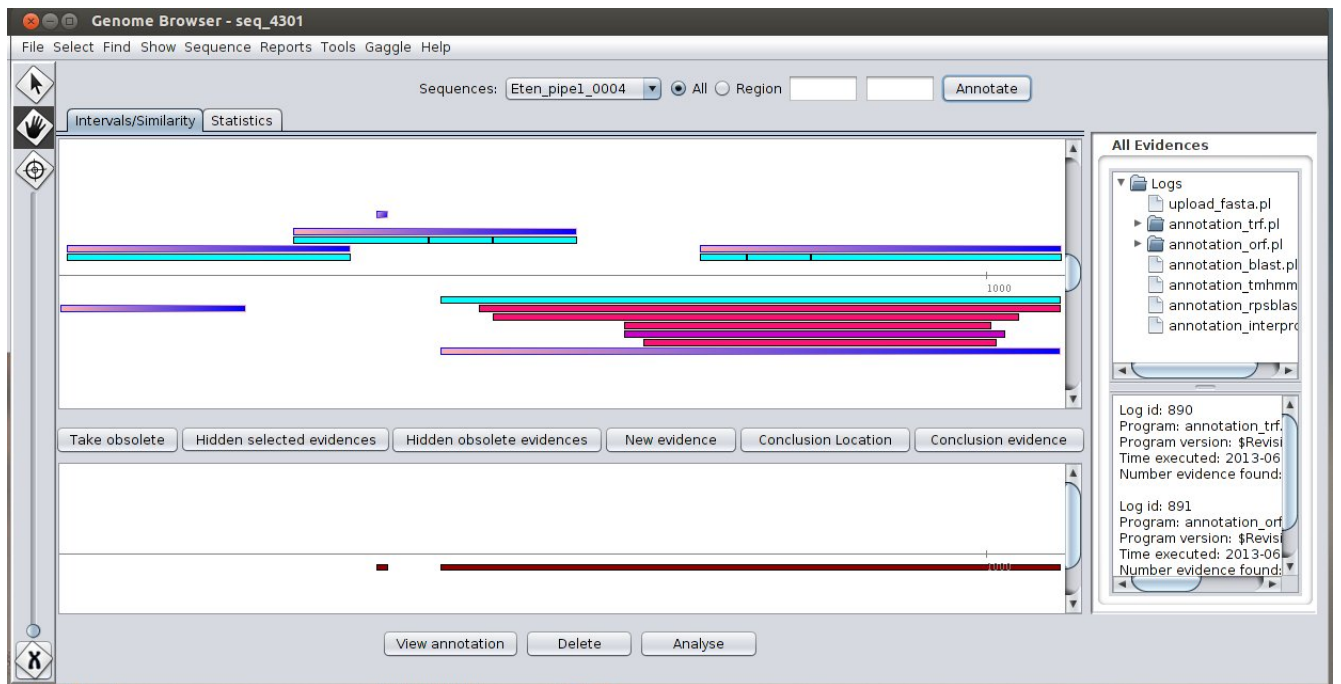 Genome Browser - seq_4301
File Select Find Show Sequence Reports Tools Gaggle Help
Sequences: Eten_pipe1_0004 All Region Annotate
Intervals/Similarity Statistics
All Evidences
Logs
upload_fasta.pl
annotation_trf.pl
annotation_orf.pl
annotation_blast.pl
annotation_tmhmm
annotation_rpsblas
annotation_interpro
1000
Take obsolete Hidden selected evidences Hidden obsolete evidences New evidence Conclusion Location Conclusion evidence
Log id: 890
Program: annotation_trf.
Program version: $Revisi
Time executed: 2013-06
Number evidence found:
Log id: 891
Program: annotation_orf
Program version: $Revisi
Time executed: 2013-06
Number evidence found:
1000
View annotation Delete Analyse
X